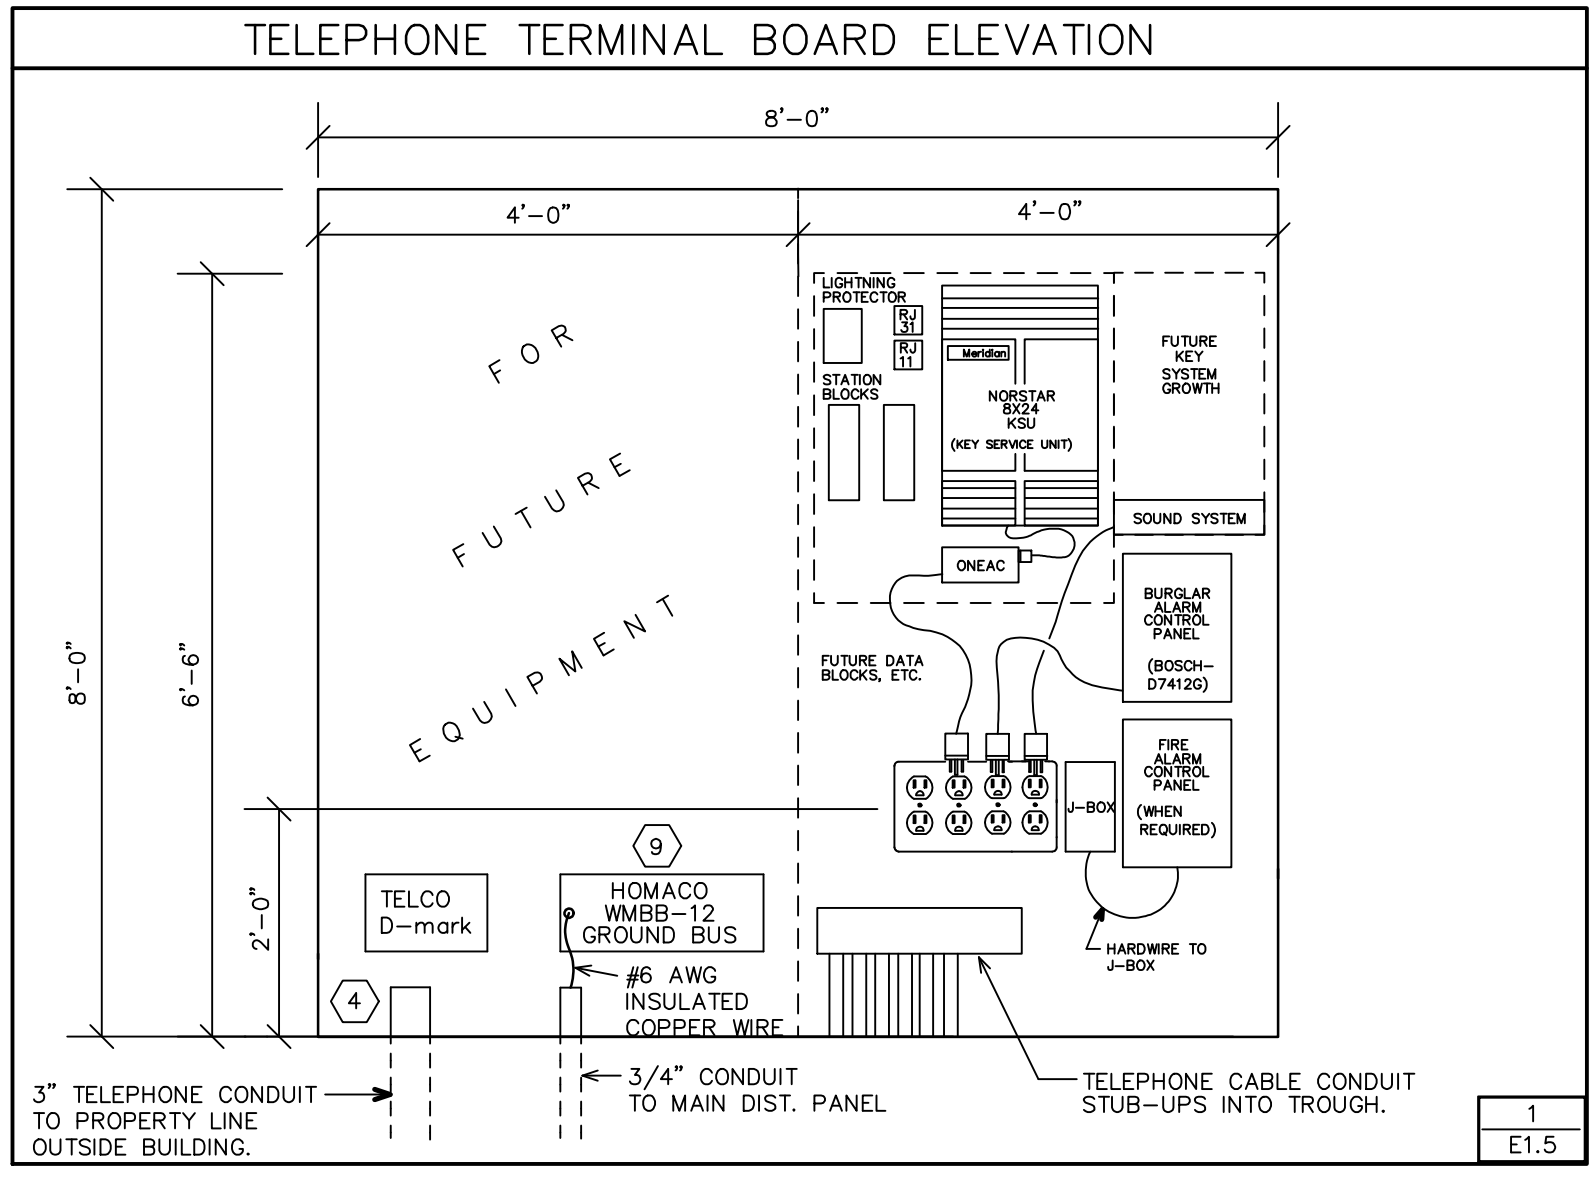 TELEPHONE TERMINAL BOARD ELEVATION
8'-0"
4'-0"
4'-0"
8'-0"
6'-6"
2'-0"
FOR
FUTURE
EQUIPMENT
LIGHTNING
PROTECTOR
RJ
31
RJ
11
STATION
BLOCKS
Meridian
NORSTAR
8X24
KSU
(KEY SERVICE UNIT)
FUTURE
KEY
SYSTEM
GROWTH
SOUND SYSTEM
ONEAC
BURGLAR
ALARM
CONTROL
PANEL
(BOSCH-
D7412G)
FUTURE DATA
BLOCKS, ETC.
FIRE
ALARM
CONTROL
PANEL
(WHEN
REQUIRED)
J-BOX
HARDWIRE TO
J-BOX
9
TELCO
D-mark
HOMACO
WMBB-12
GROUND BUS
#6 AWG
INSULATED
COPPER WIRE
4
3" TELEPHONE CONDUIT
TO PROPERTY LINE
OUTSIDE BUILDING.
3/4" CONDUIT
TO MAIN DIST. PANEL
TELEPHONE CABLE CONDUIT
STUB-UPS INTO TROUGH.
1
E1.5